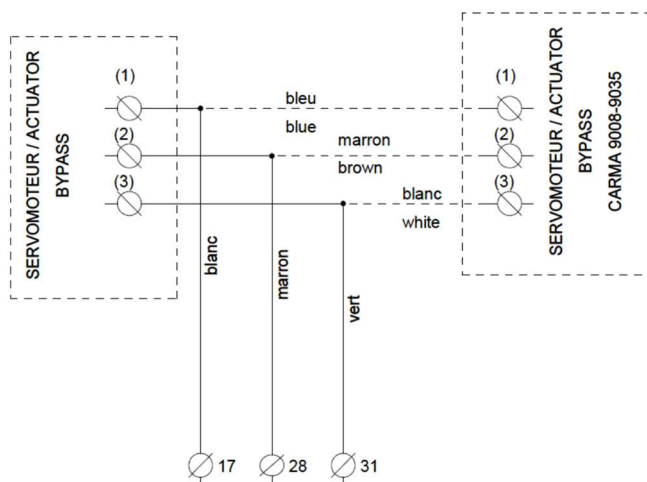 SERVOMOTEUR / ACTUATOR
BYPASS
(1)
(2)
(3)
bleu
blue
marron
brown
blanc
white
(1)
(2)
(3)
SERVOMOTEUR / ACTUATOR
BYPASS
CARMA 9008-9035
blanc
marron
vert
17
28
31